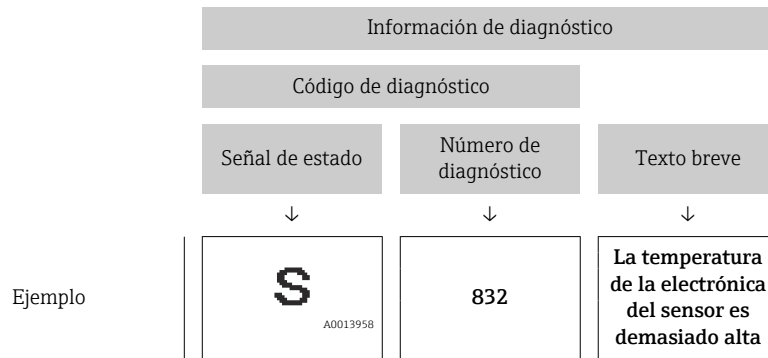 Información de diagnóstico
Código de diagnóstico
Señal de estado
Número de
diagnóstico
Texto breve
↓ ↓ ↓
Ejemplo
S
A0013958
832
La temperatura
de la electrónica
del sensor es
demasiado alta